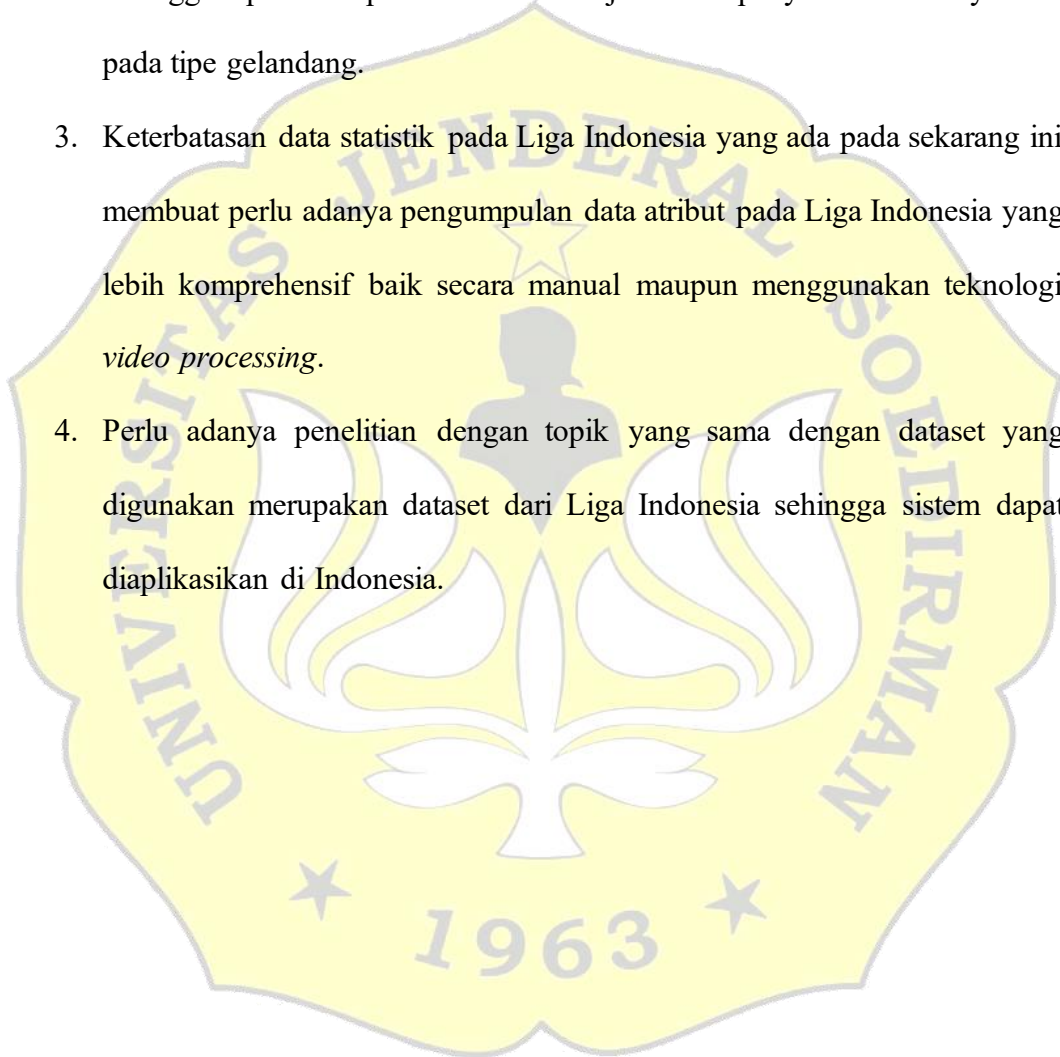 pada tipe gelandang.
3. Keterbatasan data statistik pada Liga Indonesia yang ada pada sekarang ini
membuat perlu adanya pengumpulan data atribut pada Liga Indonesia yang
lebih komprehensif baik secara manual maupun menggunakan teknologi
video processing.
4. Perlu adanya penelitian dengan topik yang sama dengan dataset yang
digunakan merupakan dataset dari Liga Indonesia sehingga sistem dapat
diaplikasikan di Indonesia.
UNIVERSITAS JENDERAL SOEDIRMAN
1963